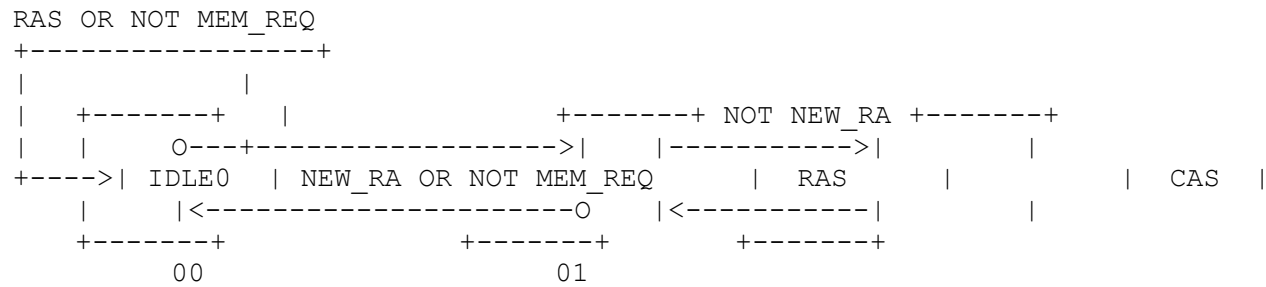 RAS OR NOT MEM_REQ
+-----------------+
|             |
|   +-------+   |                +-------+ NOT NEW_RA +-------+
|   |     O---+------------------>|    |----------->|         |
+---->| IDLE0  | NEW_RA OR NOT MEM_REQ      |  RAS      |          |  CAS  |
    |     |<----------------------O    |<-----------|         |
    +-------+              +-------+        +-------+
         00                      01